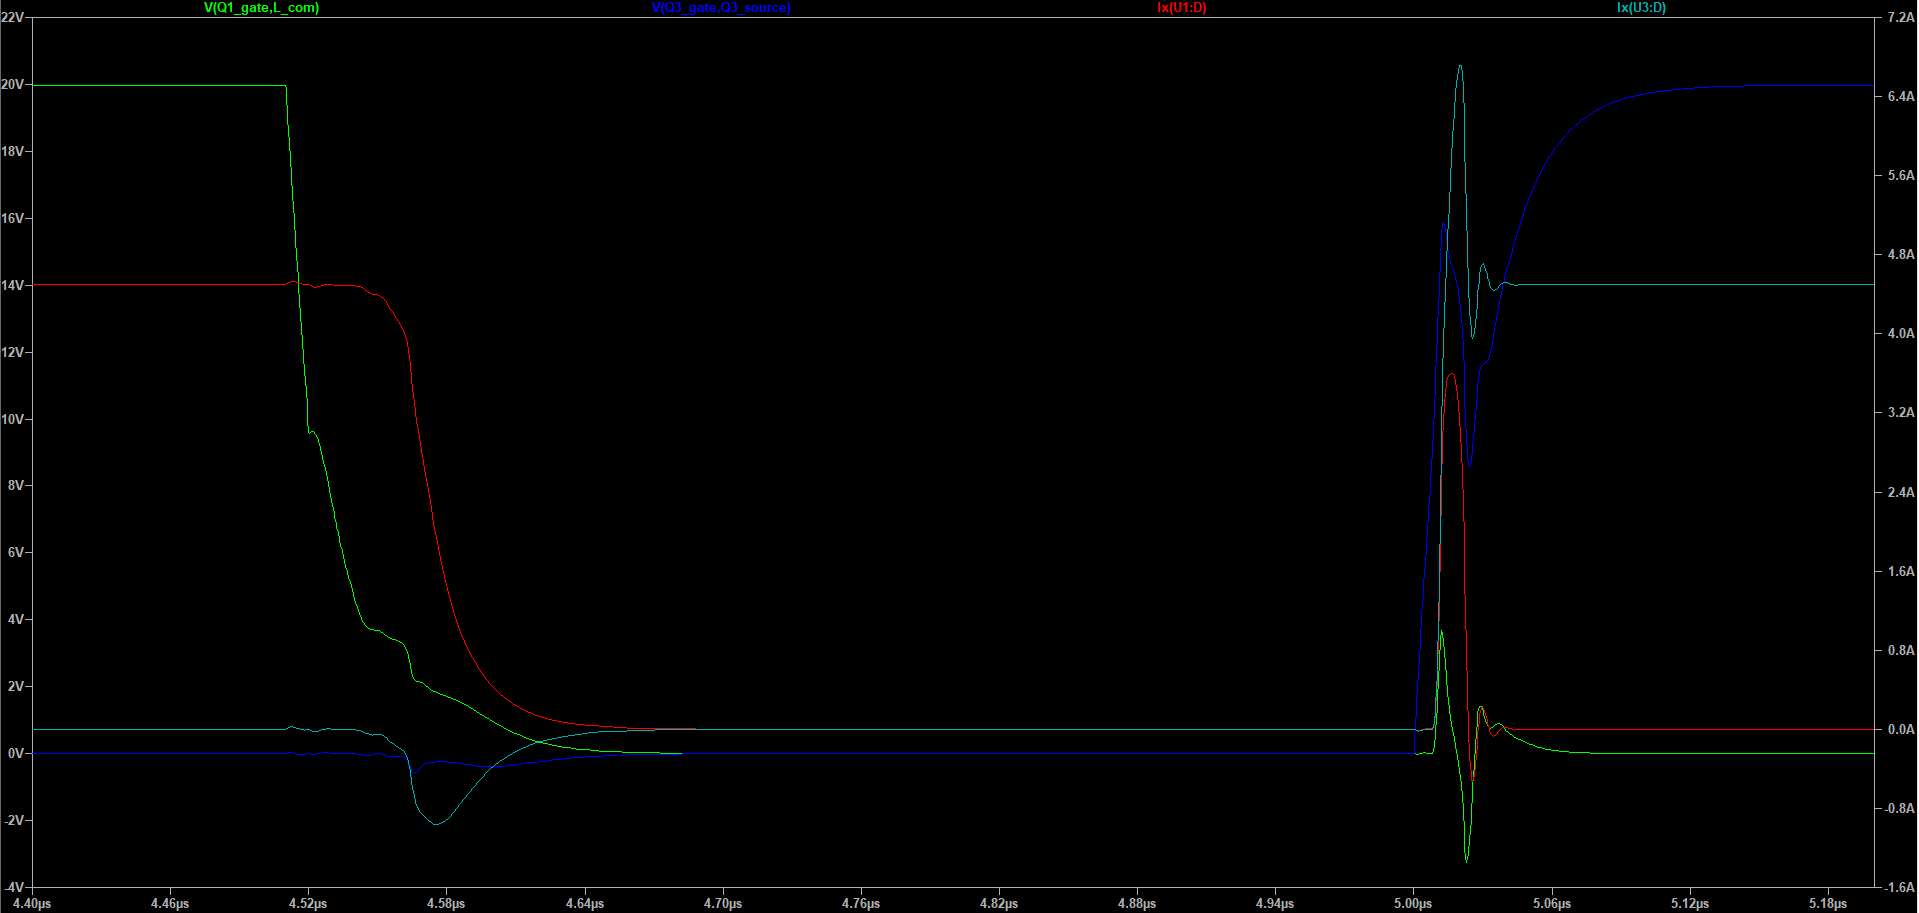 V(Q1_gate,L_com) V(Q3_gate,Q3_source) Ix(U1:D) Ix(U3:D)
22V 7.2A
20V 6.4A
18V 5.6A
16V 4.8A
14V 4.0A
12V 3.2A
10V 2.4A
8V 1.6A
6V 0.8A
4V 0.0A
2V -0.8A
0V -1.6A
-2V
-4V
4.40µs 4.46µs 4.52µs 4.58µs 4.64µs 4.70µs 4.76µs 4.82µs 4.88µs 4.94µs 5.00µs 5.06µs 5.12µs 5.18µs